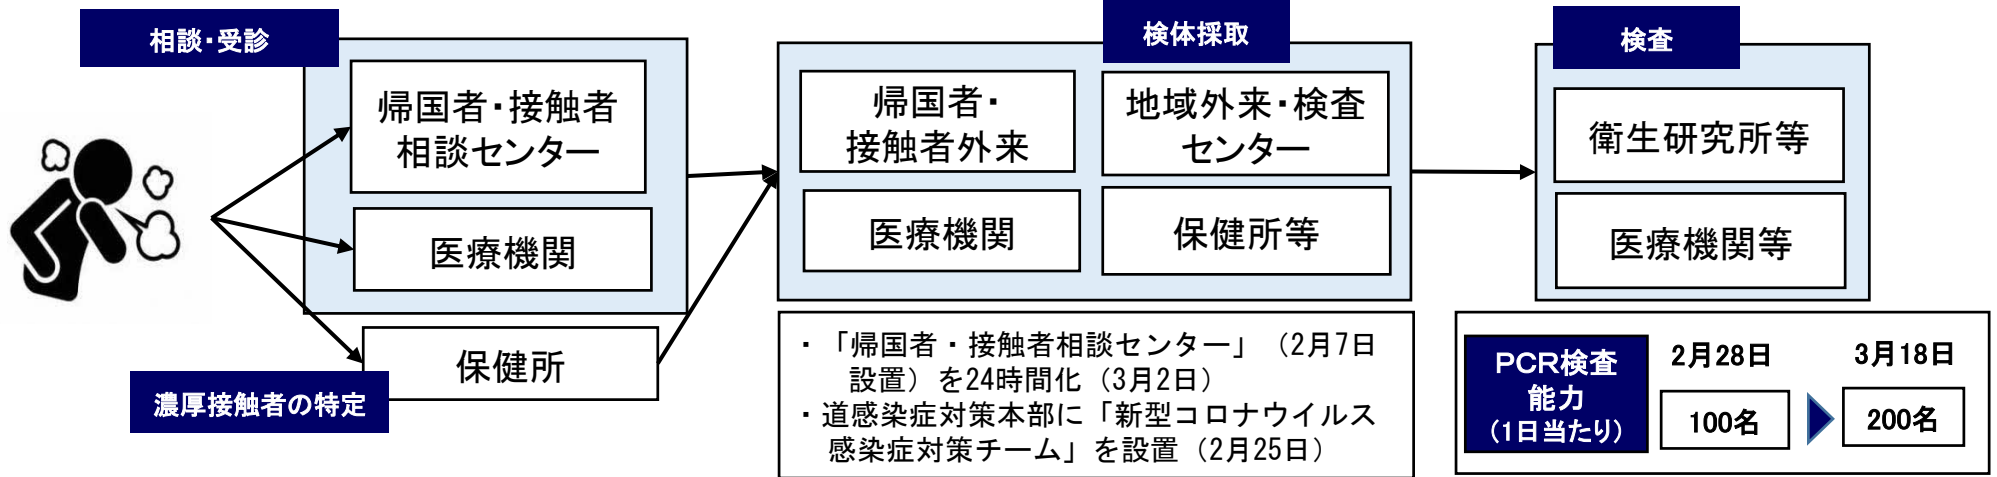 相談・受診
帰国者・接触者
相談センター
医療機関
保健所
濃厚接触者の特定
検体採取
帰国者・
接触者外来
地域外来・検査
センター
医療機関
保健所等
・「帰国者・接触者相談センター」（2月7日
設置）を24時間化（3月2日）
・道感染症対策本部に「新型コロナウイルス
感染症対策チーム」を設置（2月25日）
検査
衛生研究所等
医療機関等
PCR検査
能力
(1日当たり)
2月28日
100名
3月18日
200名